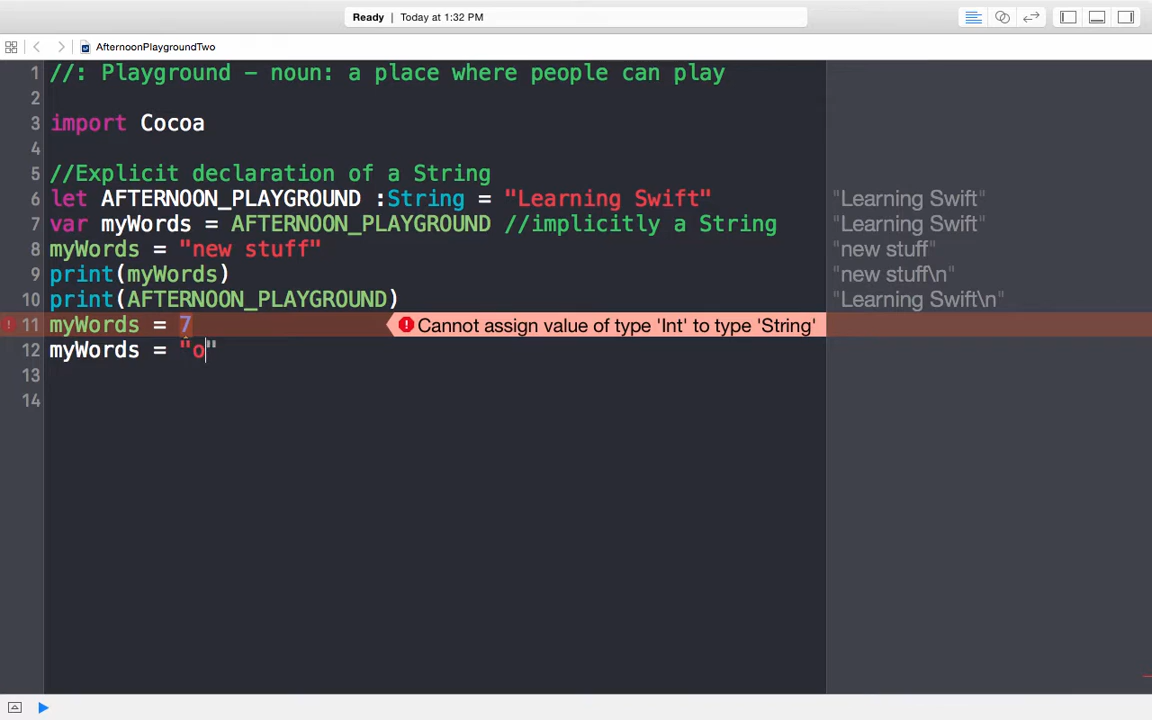 Ready | Today at 1:32 PM
AfternoonPlaygroundTwo
1 //: Playground - noun: a place where people can play
2
3 import Cocoa
4
5 //Explicit declaration of a String
6 let AFTERNOON_PLAYGROUND :String = "Learning Swift" "Learning Swift"
7 var myWords = AFTERNOON_PLAYGROUND //implicitly a String "Learning Swift"
8 myWords = "new stuff" "new stuff"
9 print(myWords) "new stuff\n"
10 print(AFTERNOON_PLAYGROUND) "Learning Swift\n"
11 myWords = 7 Cannot assign value of type 'Int' to type 'String'
12 myWords = "o"
13
14